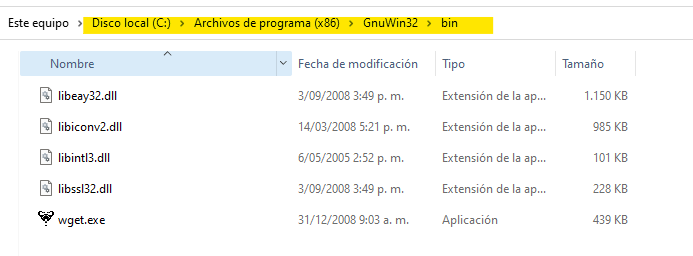 Este equipo > Disco local (C:) > Archivos de programa (x86) > GnuWin32 > bin
Nombre Fecha de modificación Tipo Tamaño
libeay32.dll 3/09/2008 3:49 p. m. Extensión de la ap... 1.150 KB
libiconv2.dll 14/03/2008 5:21 p. m. Extensión de la ap... 985 KB
libintl3.dll 6/05/2005 2:52 p. m. Extensión de la ap... 101 KB
libssl32.dll 3/09/2008 3:49 p. m. Extensión de la ap... 228 KB
wget.exe 31/12/2008 9:03 a. m. Aplicación 439 KB